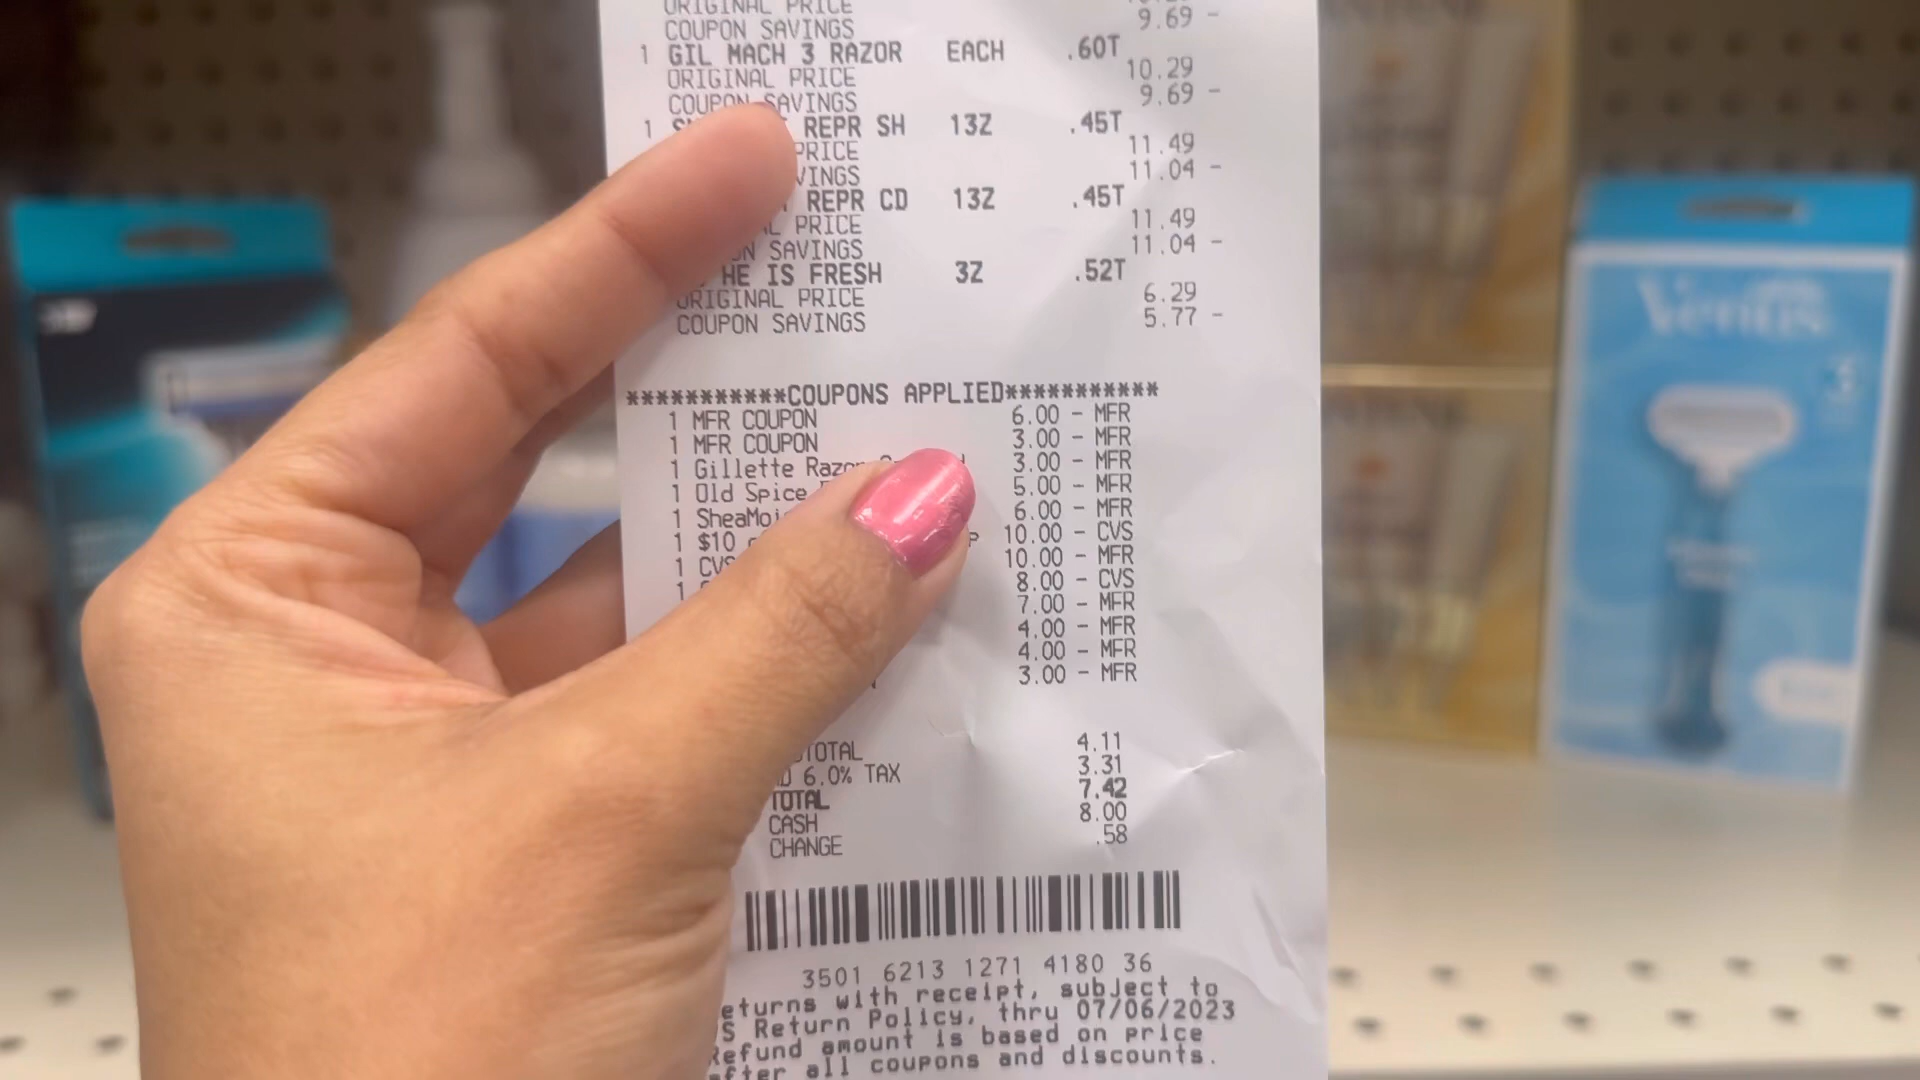 ORIGINAL PRICE
COUPON SAVINGS 9.69 -
1 GIL MACH 3 RAZOR EACH .60T
ORIGINAL PRICE 10.29
COUPON SAVINGS 9.69 -
1 REPR SH 13Z .45T
PRICE 11.49
11.04 -
REPR CD 13Z .45T
PRICE 11.49
SAVINGS 11.04 -
HE IS FRESH 3Z .52T
ORIGINAL PRICE 6.29
COUPON SAVINGS 5.77 -
***********COUPONS APPLIED***********
1 MFR COUPON 6.00 - MFR
1 MFR COUPON 3.00 - MFR
1 Gillette Razor 3.00 - MFR
1 Old Spice 5.00 - MFR
1 SheaMoi 6.00 - MFR
1 $10 10.00 - CVS
1 CVS 10.00 - MFR
1 8.00 - CVS
7.00 - MFR
4.00 - MFR
4.00 - MFR
3.00 - MFR
TOTAL 4.11
6.0% TAX 3.31
TOTAL 7.42
CASH 8.00
CHANGE .58
3501 6213 1271 4180 36
eturns with receipt, subject to
S Return Policy, thru 07/06/2023
Refund amount is based on price
after all coupons and discounts.
Venus
3